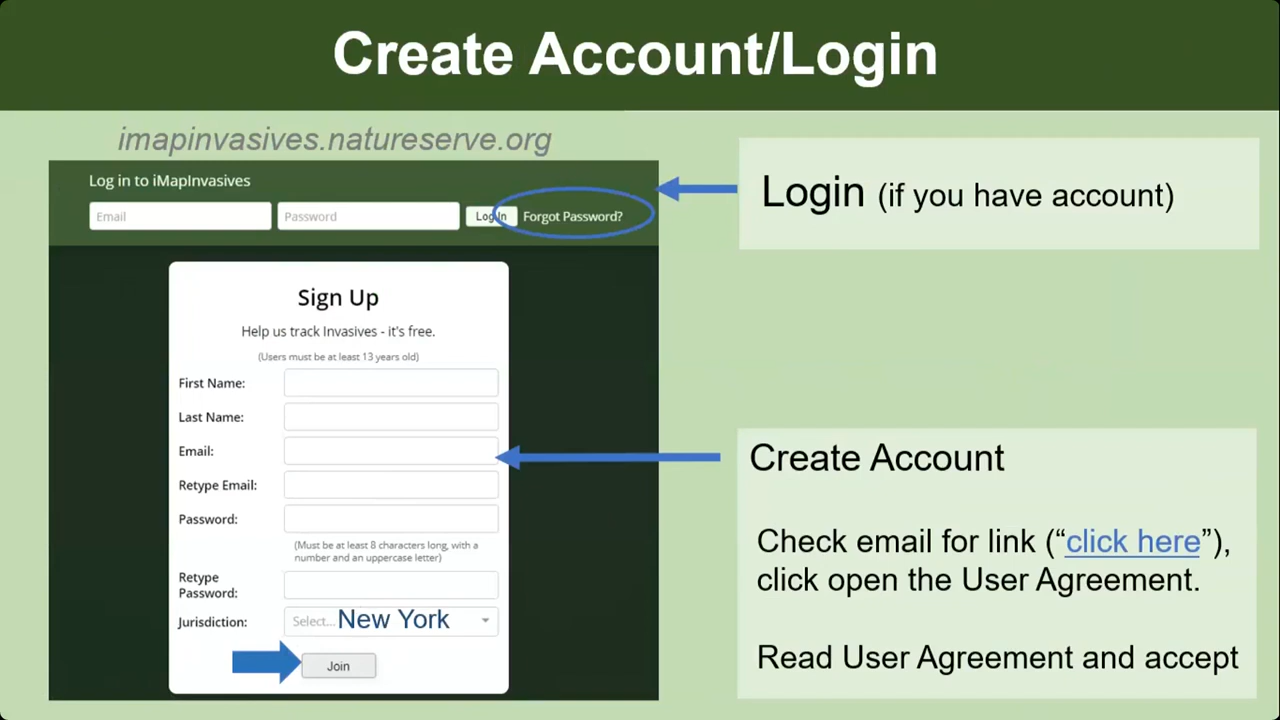 Create Account/Login
imapinvasives.natureserve.org
Log in to iMapInvasives
Email
Password
Log In
Forgot Password?
Login (if you have account)
Sign Up
Help us track Invasives - it's free.
(Users must be at least 13 years old)
First Name:
Last Name:
Email:
Retype Email:
Password:
(Must be at least 8 characters long, with a
number and an uppercase letter)
Retype
Password:
Jurisdiction:
Select... New York
Join
Create Account
Check email for link (“click here”),
click open the User Agreement.
Read User Agreement and accept